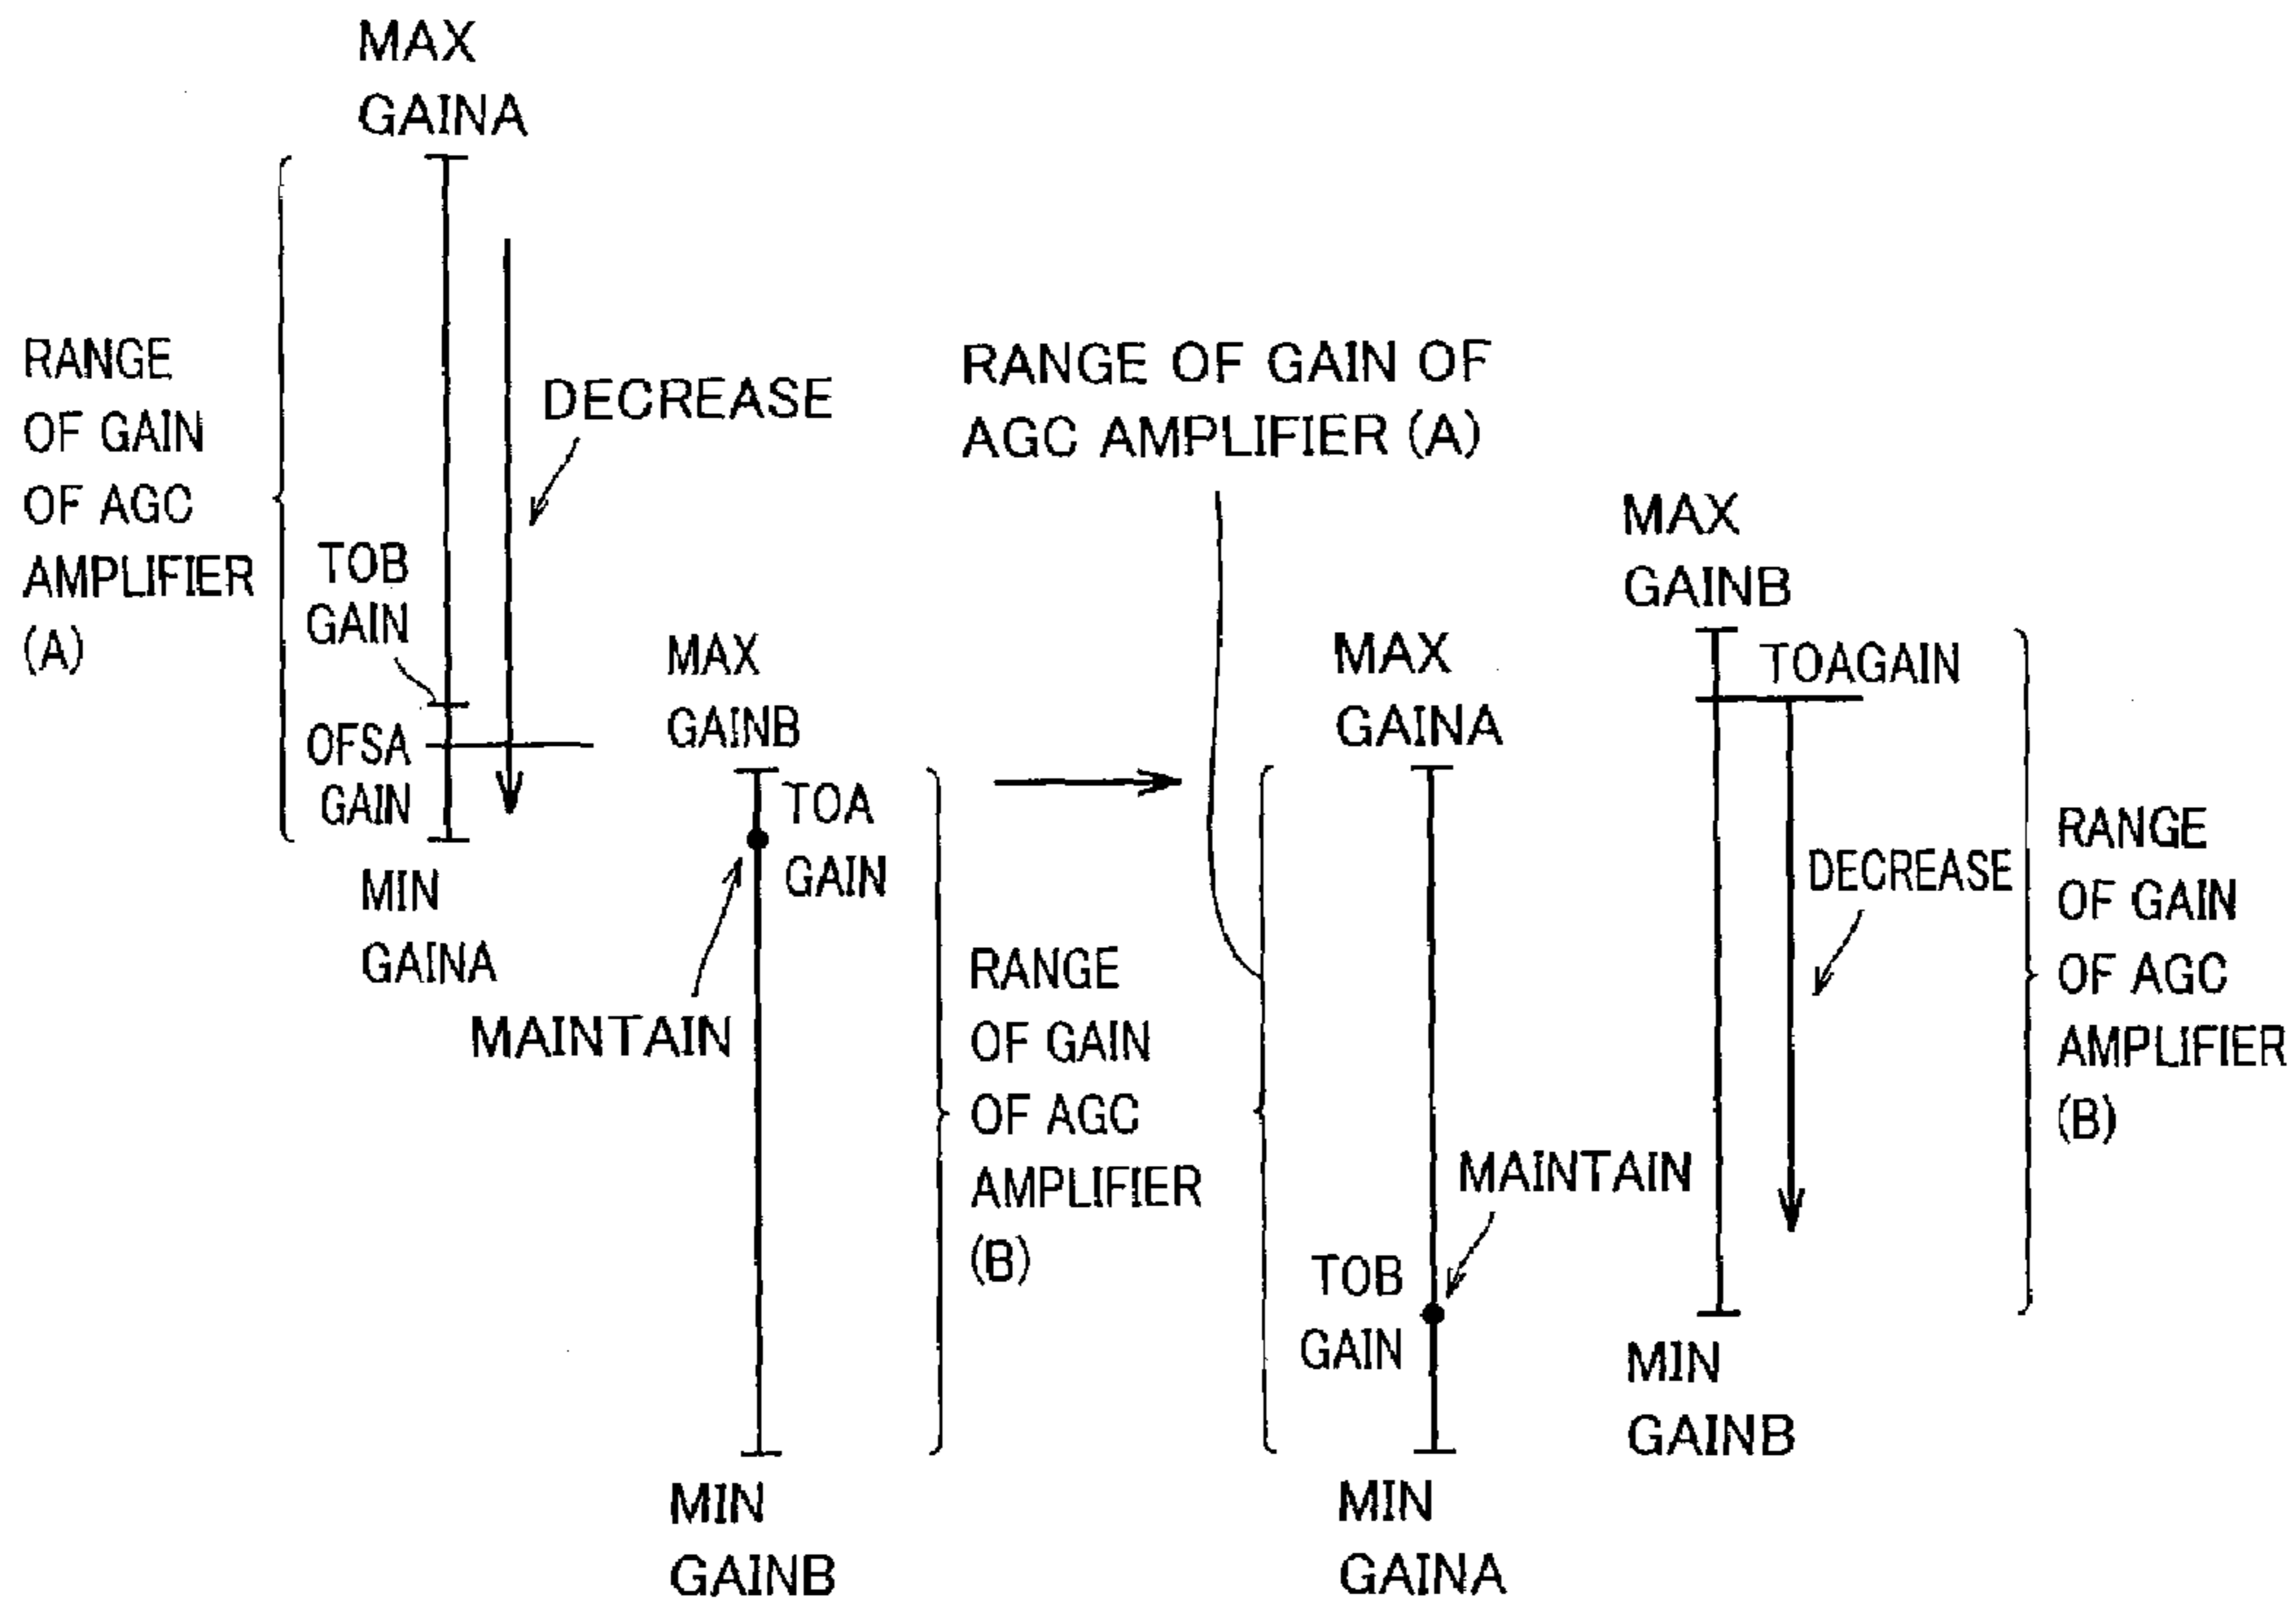 MAX
GAINA
RANGE
OF GAIN
OF AGC
AMPLIFIER
(A)
DECREASE
TOB
GAIN
OFSA
GAIN
MIN
GAINA
MAX
GAINB
TOA
GAIN
MAINTAIN
RANGE
OF GAIN
OF AGC
AMPLIFIER
(B)
MIN
GAINB
RANGE OF GAIN OF
AGC AMPLIFIER (A)
MAX
GAINA
MAINTAIN
TOB
GAIN
MIN
GAINA
MAX
GAINB
TOAGAIN
DECREASE
RANGE
OF GAIN
OF AGC
AMPLIFIER
(B)
MIN
GAINB